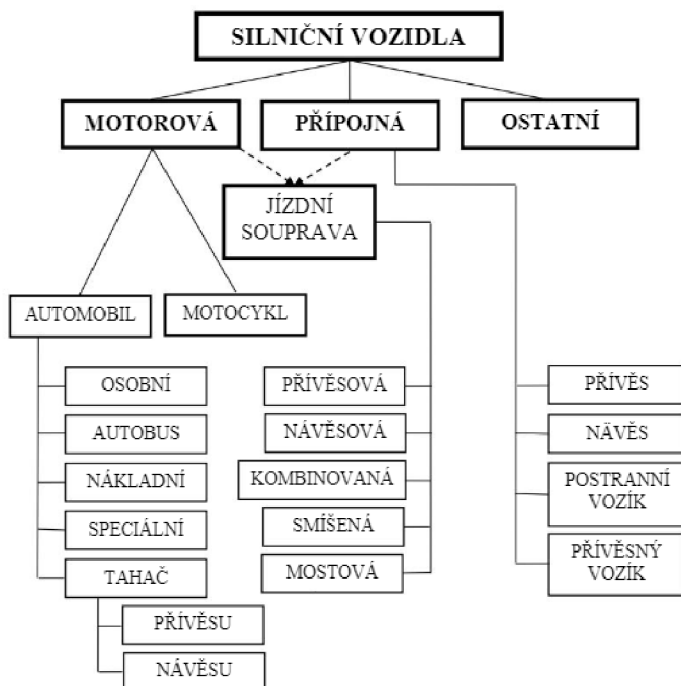 SILNIČNÍ VOZIDLA
MOTOROVÁ
PŘÍPOJNÁ
OSTATNÍ
JÍZDNÍ
SOUPRAVA
AUTOMOBIL
MOTOCYKL
OSOBNÍ
AUTOBUS
NÁKLADNÍ
SPECIÁLNÍ
TAHAČ
PŘÍVĚSU
NÁVĚSU
PŘÍVĚSOVÁ
NÁVĚSOVÁ
KOMBINOVANÁ
SMÍŠENÁ
MOSTOVÁ
PŘÍVĚS
NÄVĚS
POSTRANNÍ
VOZÍK
PŘÍVĚSNÝ
VOZÍK